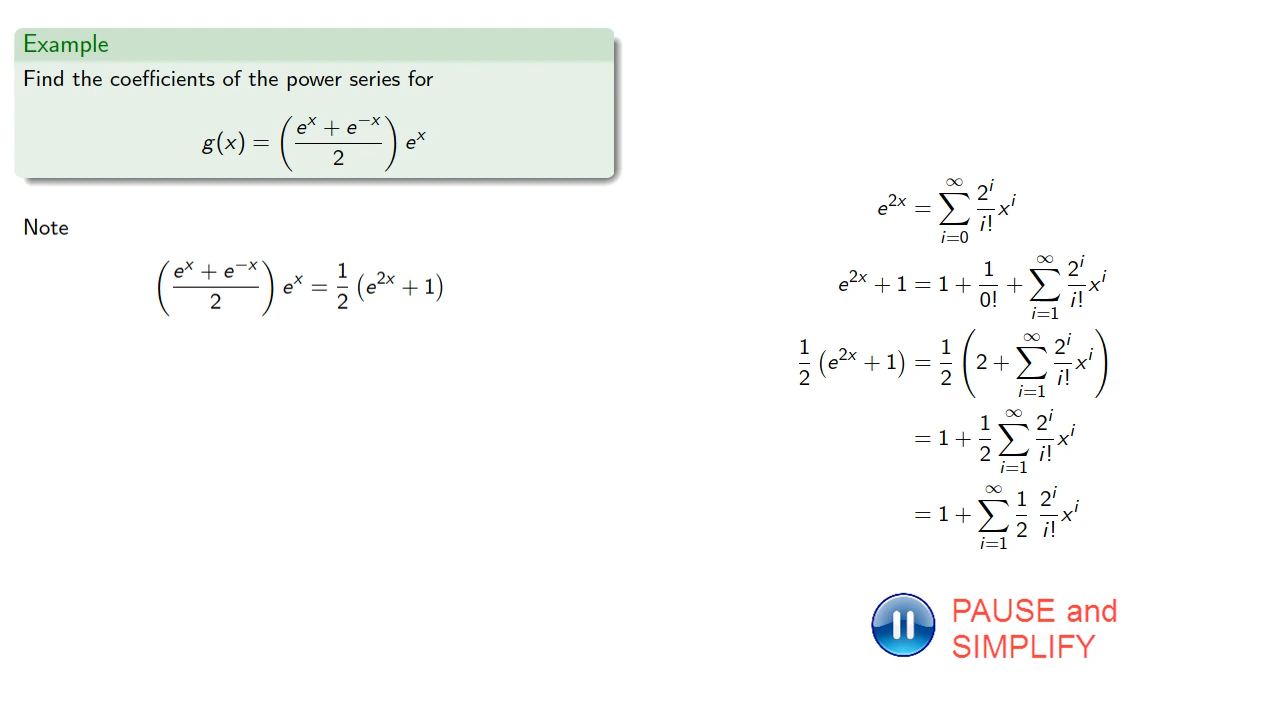 Example
Find the coefficients of the power series for
g(x) = ( (e^x + e^{−x}) / 2 ) e^x
Note
( (e^x + e^{−x}) / 2 ) e^x = 1/2 (e^{2x} + 1)
e^{2x} = ∑_{i=0}^{∞} 2^i/i! x^i
e^{2x} + 1 = 1 + 1/0! + ∑_{i=1}^{∞} 2^i/i! x^i
1/2 (e^{2x} + 1) = 1/2 ( 2 + ∑_{i=1}^{∞} 2^i/i! x^i )
= 1 + 1/2 ∑_{i=1}^{∞} 2^i/i! x^i
= 1 + ∑_{i=1}^{∞} 1/2 2^i/i! x^i
PAUSE and
SIMPLIFY